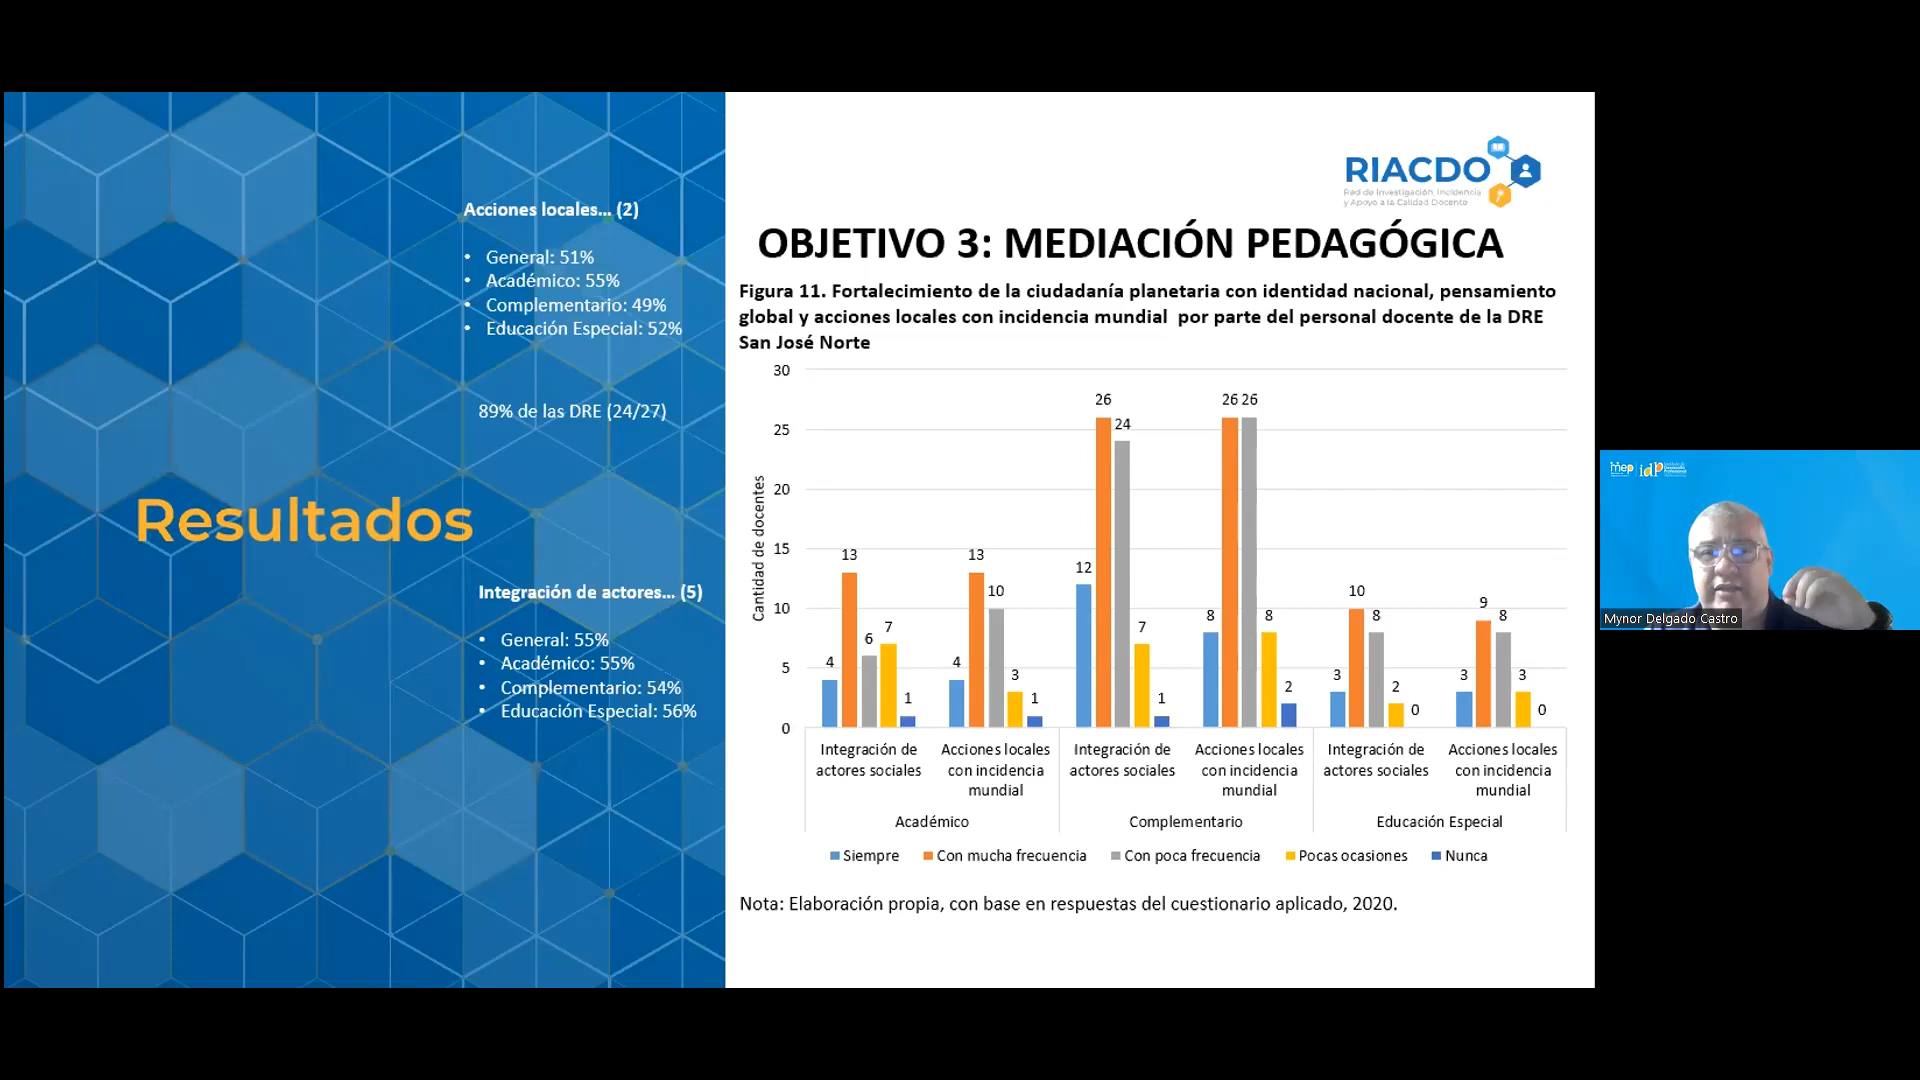 Acciones locales... (2)
• General: 51%
• Académico: 55%
• Complementario: 49%
• Educación Especial: 52%
89% de las DRE (24/27)
Resultados
Integración de actores... (5)
• General: 55%
• Académico: 55%
• Complementario: 54%
• Educación Especial: 56%
RIACDO
Red de Investigación, Incidencia
y Apoyo a la Calidad Docente
OBJETIVO 3: MEDIACIÓN PEDAGÓGICA
Figura 11. Fortalecimiento de la ciudadanía planetaria con identidad nacional, pensamiento
global y acciones locales con incidencia mundial por parte del personal docente de la DRE
San José Norte
Cantidad de docentes
30
25
20
15
10
5
0
4 13 6 7 1
4 13 10 3 1
12 26 24 7 1
8 26 26 8 2
3 10 8 2 0
3 9 8 3 0
Integración de
actores sociales
Acciones locales
con incidencia
mundial
Integración de
actores sociales
Acciones locales
con incidencia
mundial
Integración de
actores sociales
Acciones locales
con incidencia
mundial
Académico
Complementario
Educación Especial
Siempre Con mucha frecuencia Con poca frecuencia Pocas ocasiones Nunca
Nota: Elaboración propia, con base en respuestas del cuestionario aplicado, 2020.
mep idp
Mynor Delgado Castro